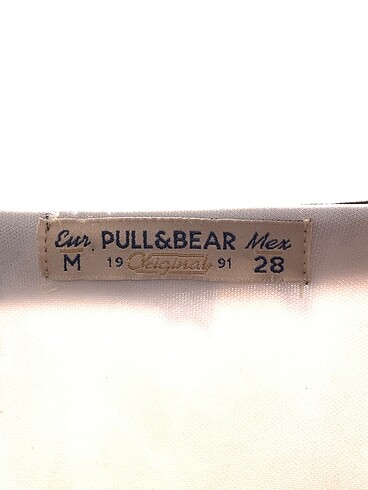 Eur. PULL&BEAR Mex
M 19 Original 91 28